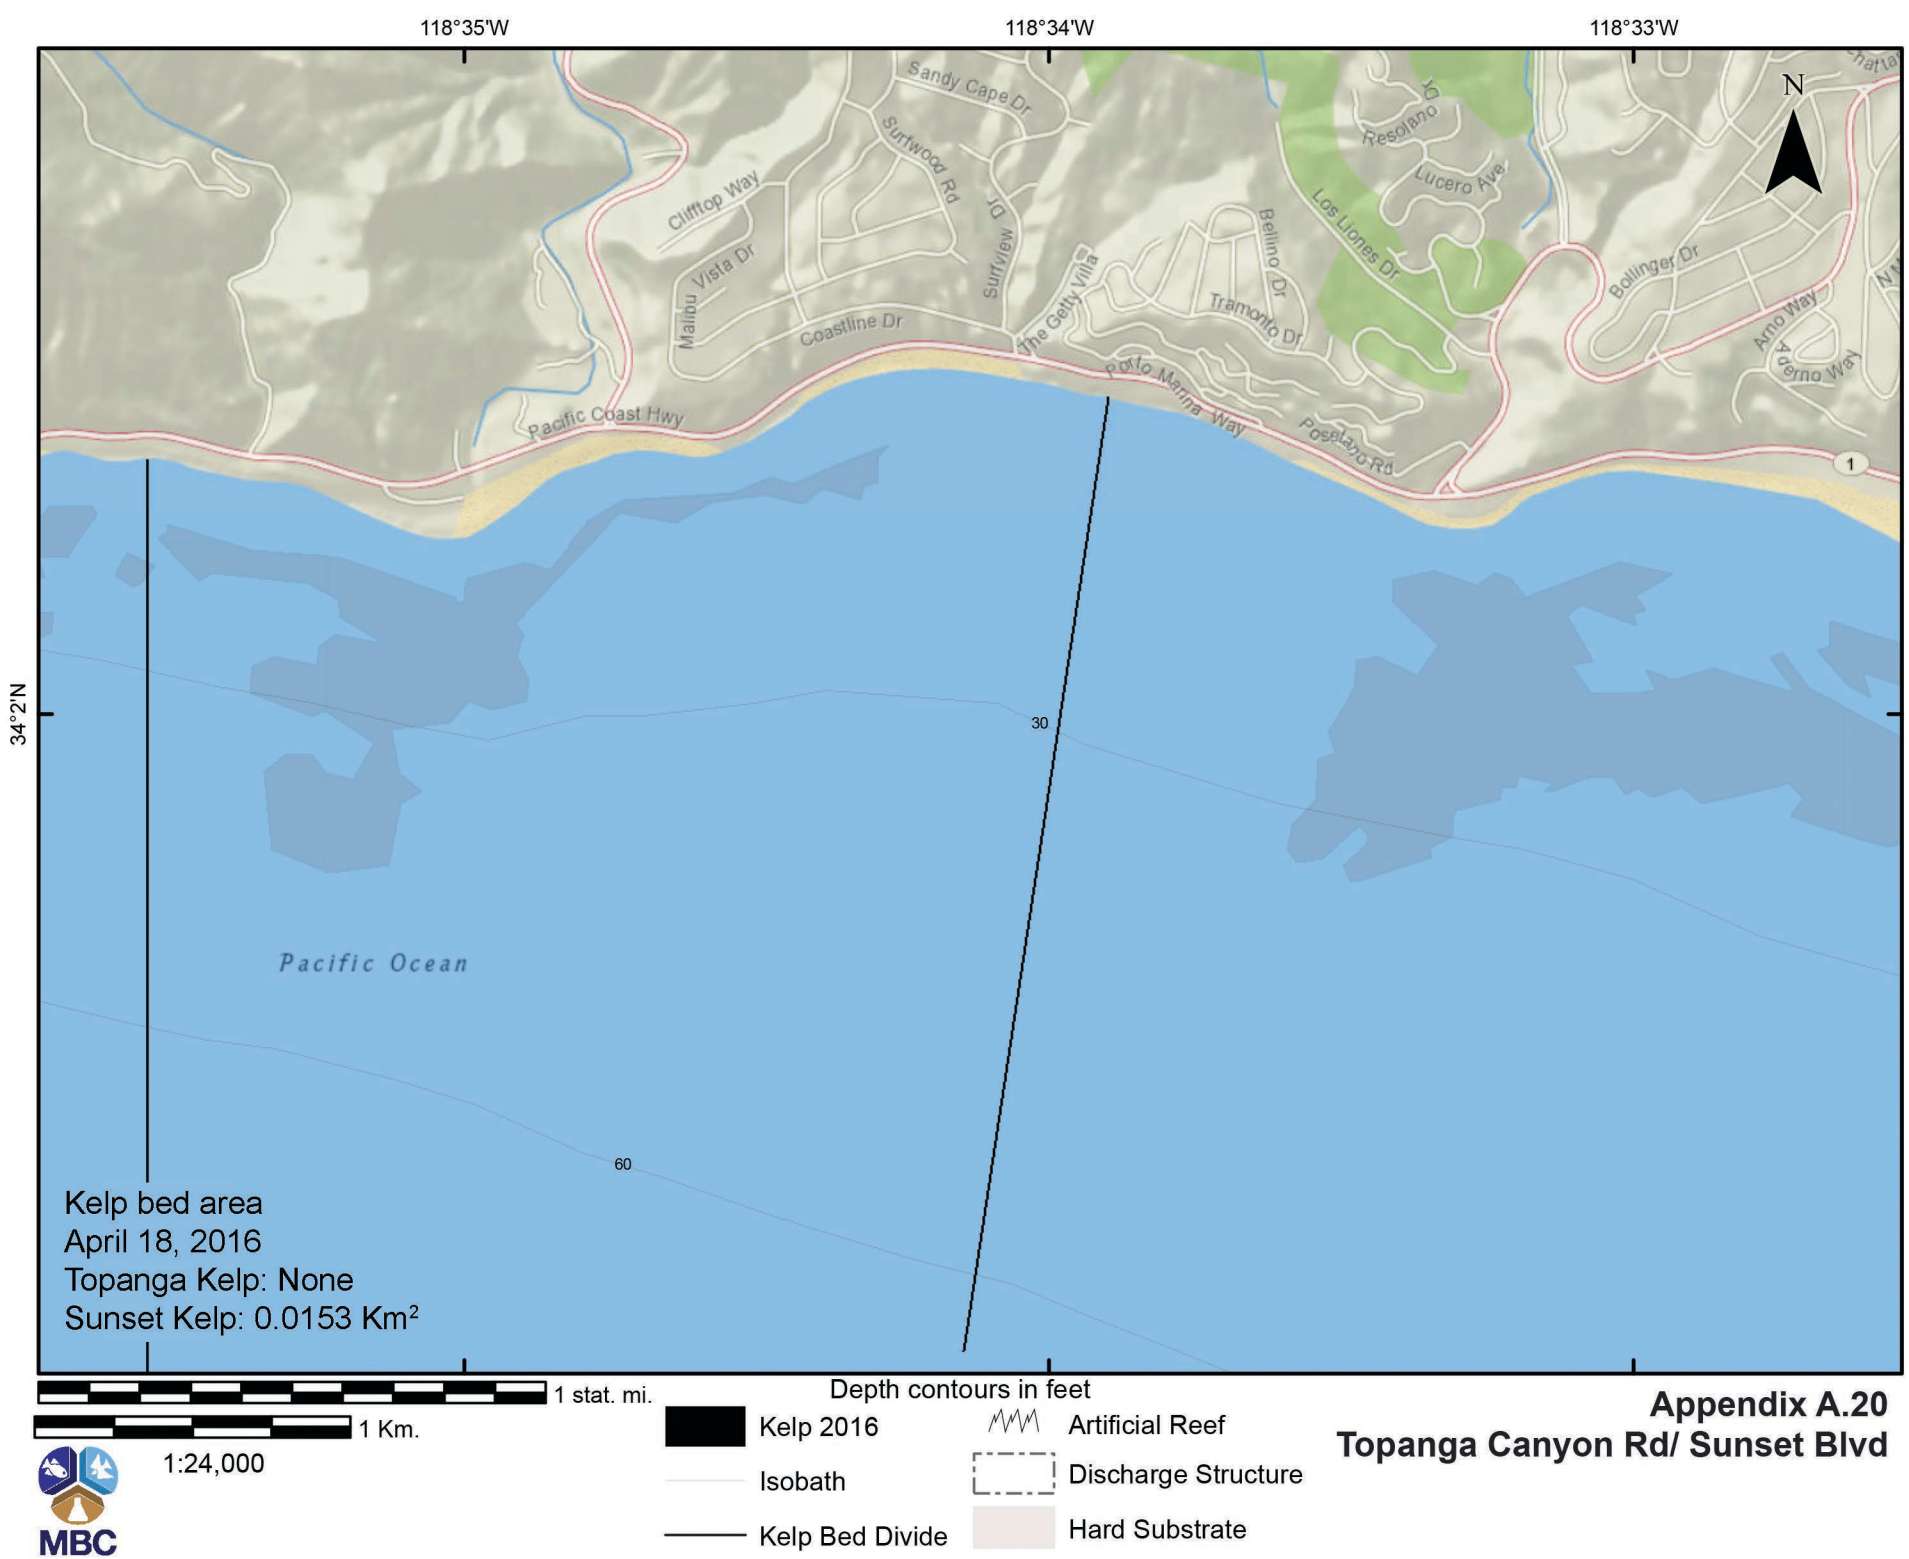 118°35'W
118°34'W
118°33'W
N
Sandy Cape Dr
Surfwood Rd
Clifftop Way
Surfview Dr
Malibu Vista Dr
Coastline Dr
The Getty Villa
Pacific Coast Hwy
Porto Marina Way
Bellino Dr
Tramonto Dr
Los Liones Dr
Resolano Dr
Lucero Ave
Posetano Rd
Bollinger Dr
Arno Way
1
34°2'N
30
Pacific Ocean
60
Kelp bed area
April 18, 2016
Topanga Kelp: None
Sunset Kelp: 0.0153 Km²
1 stat. mi.
1 Km.
1:24,000
MBC
Depth contours in feet
Kelp 2016
Isobath
Kelp Bed Divide
Artificial Reef
Discharge Structure
Hard Substrate
Appendix A.20
Topanga Canyon Rd/ Sunset Blvd